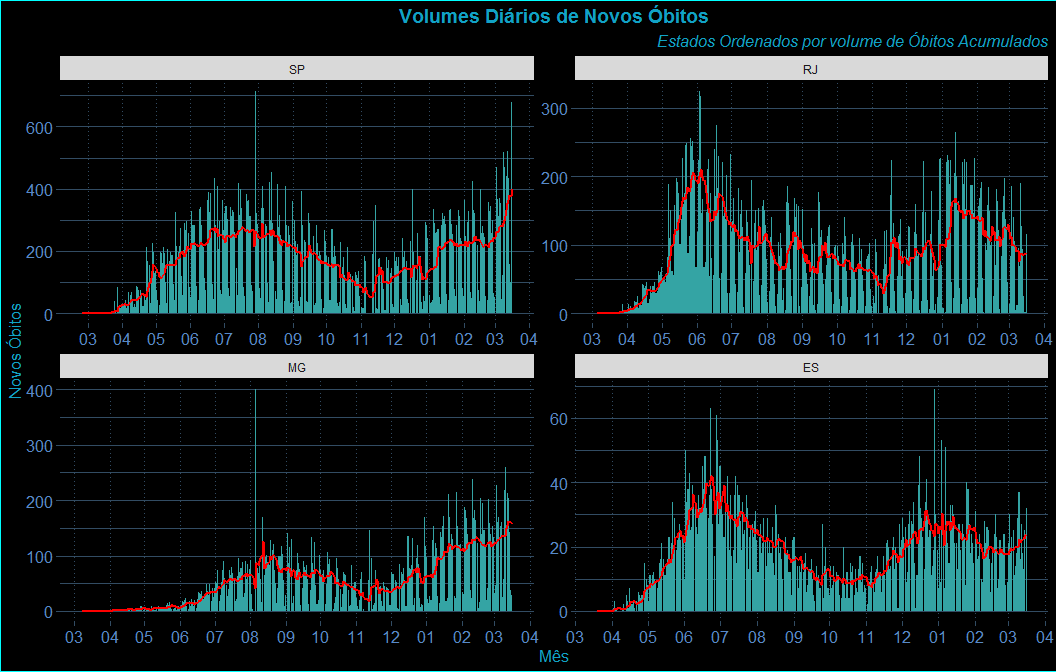 Volumes Diários de Novos Óbitos
Estados Ordenados por volume de Óbitos Acumulados
SP
600
400
200
0
03 04 05 06 07 08 09 10 11 12 01 02 03 04
RJ
300
200
100
0
03 04 05 06 07 08 09 10 11 12 01 02 03 04
Novos Óbitos
MG
400
300
200
100
0
03 04 05 06 07 08 09 10 11 12 01 02 03 04
ES
60
40
20
0
03 04 05 06 07 08 09 10 11 12 01 02 03 04
Mês